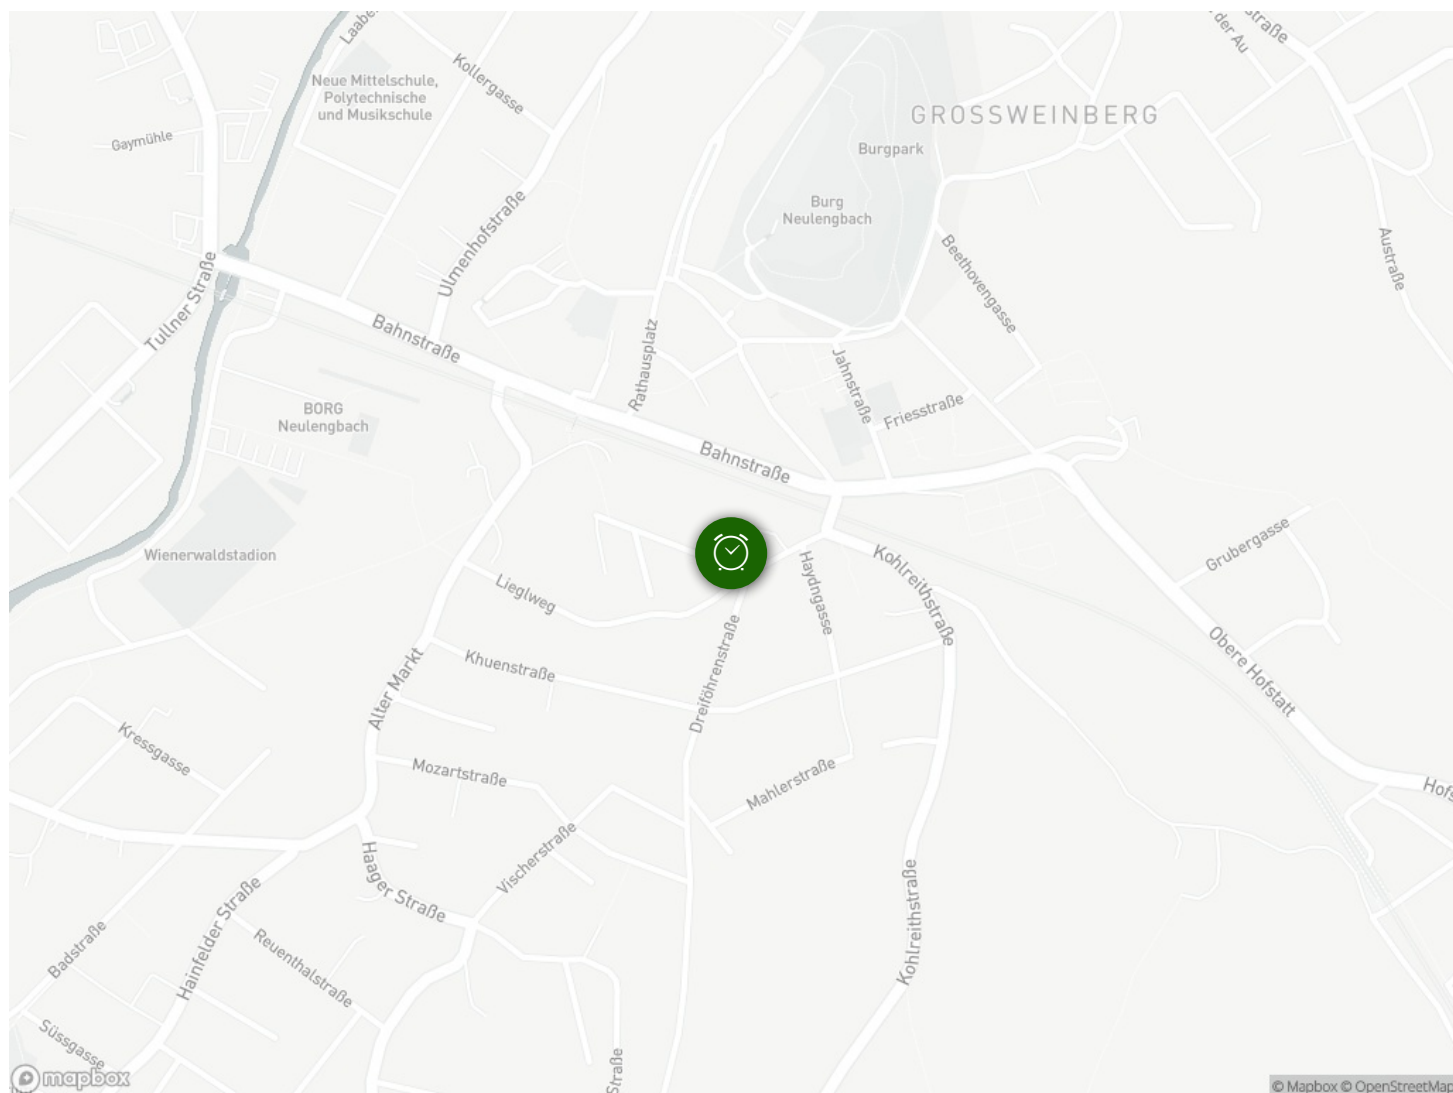 Neue Mittelschule,
Polytechnische
und Musikschule
Kollergasse
der Au
GROSSWEINBERG
Gaymühle
Burgpark
Burg
Neulengbach
Ulmenhofstraße
Tullner Straße
Beethovengasse
Austraße
Bahnstraße
Rathausplatz
Jahnstraße
Friesstraße
BORG
Neulengbach
Bahnstraße
Wienerwaldstadion
Grubergasse
Lieglweg
Haydngasse
Kohlreithstraße
Khuenstraße
Dreiföhrenstraße
Obere Hofstatt
Alter Markt
Kressgasse
Mozartstraße
Mahlerstraße
Vischerstraße
Haager Straße
Hainfelder Straße
Badstraße
Reuenthalstraße
Kohlreithstraße
Süssgasse
Straße
mapbox
© Mapbox © OpenStreetMap